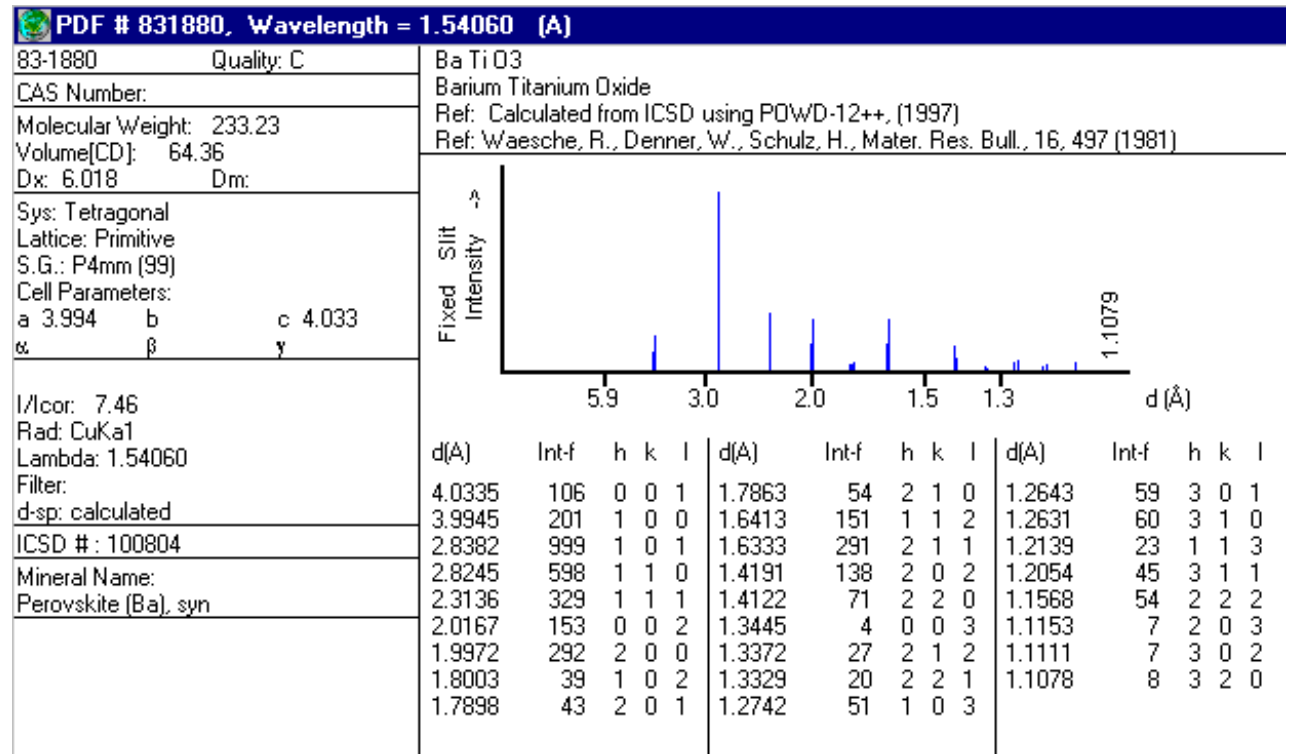 PDF # 831880, Wavelength = 1.54060 (A)
83-1880 Quality: C
CAS Number:
Molecular Weight: 233.23
Volume[CD]: 64.36
Dx: 6.018 Dm:
Sys: Tetragonal
Lattice: Primitive
S.G.: P4mm (99)
Cell Parameters:
a 3.994 b c 4.033
α β γ
I/Icor: 7.46
Rad: CuKa1
Lambda: 1.54060
Filter:
d-sp: calculated
ICSD # : 100804
Mineral Name:
Perovskite (Ba), syn
Ba Ti O3
Barium Titanium Oxide
Ref: Calculated from ICSD using POWD-12++, (1997)
Ref: Waesche, R., Denner, W., Schulz, H., Mater. Res. Bull., 16, 497 (1981)
Fixed Slit
Intensity ->
1.1079
5.9 3.0 2.0 1.5 1.3 d (Å)
d(A) Int-f h k l d(A) Int-f h k l d(A) Int-f h k l
4.0335 106 0 0 1 1.7863 54 2 1 0 1.2643 59 3 0 1
3.9945 201 1 0 0 1.6413 151 1 1 2 1.2631 60 3 1 0
2.8382 999 1 0 1 1.6333 291 2 1 1 1.2139 23 1 1 3
2.8245 598 1 1 0 1.4191 138 2 0 2 1.2054 45 3 1 1
2.3136 329 1 1 1 1.4122 71 2 2 0 1.1568 54 2 2 2
2.0167 153 0 0 2 1.3445 4 0 0 3 1.1153 7 2 0 3
1.9972 292 2 0 0 1.3372 27 2 1 2 1.1111 7 3 0 2
1.8003 39 1 0 2 1.3329 20 2 2 1 1.1078 8 3 2 0
1.7898 43 2 0 1 1.2742 51 1 0 3